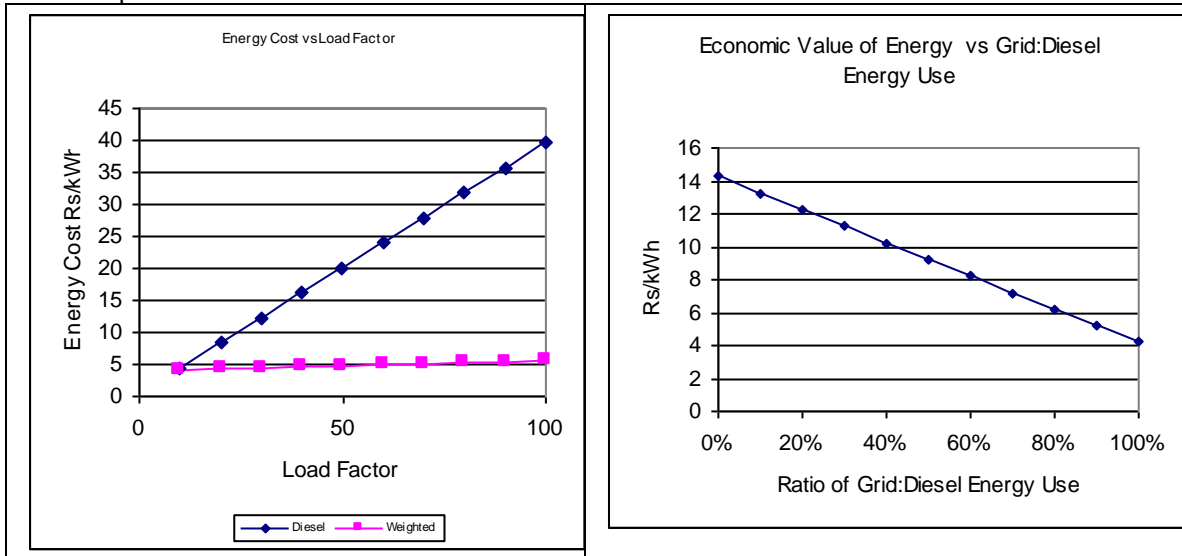 Energy Cost vs Load Factor
45
40
35
30
25
20
15
10
5
0
0 50 100
Energy Cost Rs/kWh
Load Factor
Diesel Weighted
Economic Value of Energy vs Grid:Diesel
Energy Use
16
14
12
10
8
6
4
2
0
0% 20% 40% 60% 80% 100%
Rs/kWh
Ratio of Grid:Diesel Energy Use